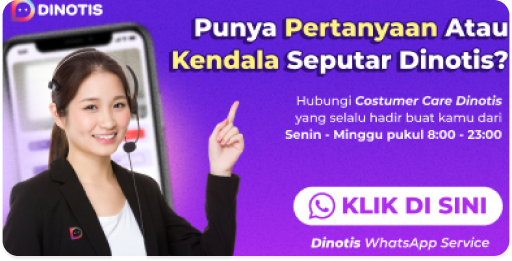 DINOTIS
Punya Pertanyaan Atau
Kendala Seputar Dinotis?
Hubungi Costumer Care Dinotis
yang selalu hadir buat kamu dari
Senin - Minggu pukul 8:00 - 23:00
KLIK DI SINI
Dinotis WhatsApp Service